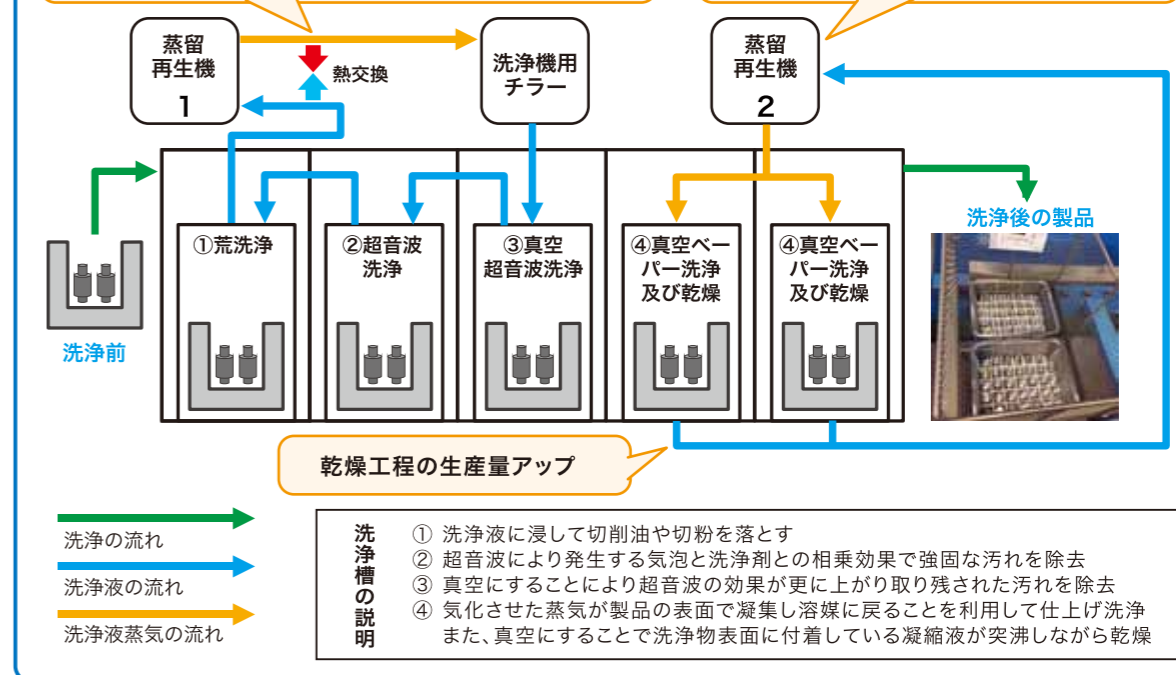 蒸留
再生機
1
熱交換
洗浄機用
チラー
蒸留
再生機
2
洗浄後の製品
①荒洗浄
②超音波
洗浄
③真空
超音波洗浄
④真空ベー
パー洗浄
及び乾燥
④真空ベー
パー洗浄
及び乾燥
洗浄前
乾燥工程の生産量アップ
洗浄の流れ
洗浄液の流れ
洗浄液蒸気の流れ
洗浄槽の説明
① 洗浄液に浸して切削油や切粉を落とす
② 超音波により発生する気泡と洗浄剤との相乗効果で強固な汚れを除去
③ 真空にすることにより超音波の効果が更に上がり取り残された汚れを除去
④ 気化させた蒸気が製品の表面で凝集し溶媒に戻ることを利用して仕上げ洗浄
また、真空にすることで洗浄物表面に付着している凝縮液が突沸しながら乾燥